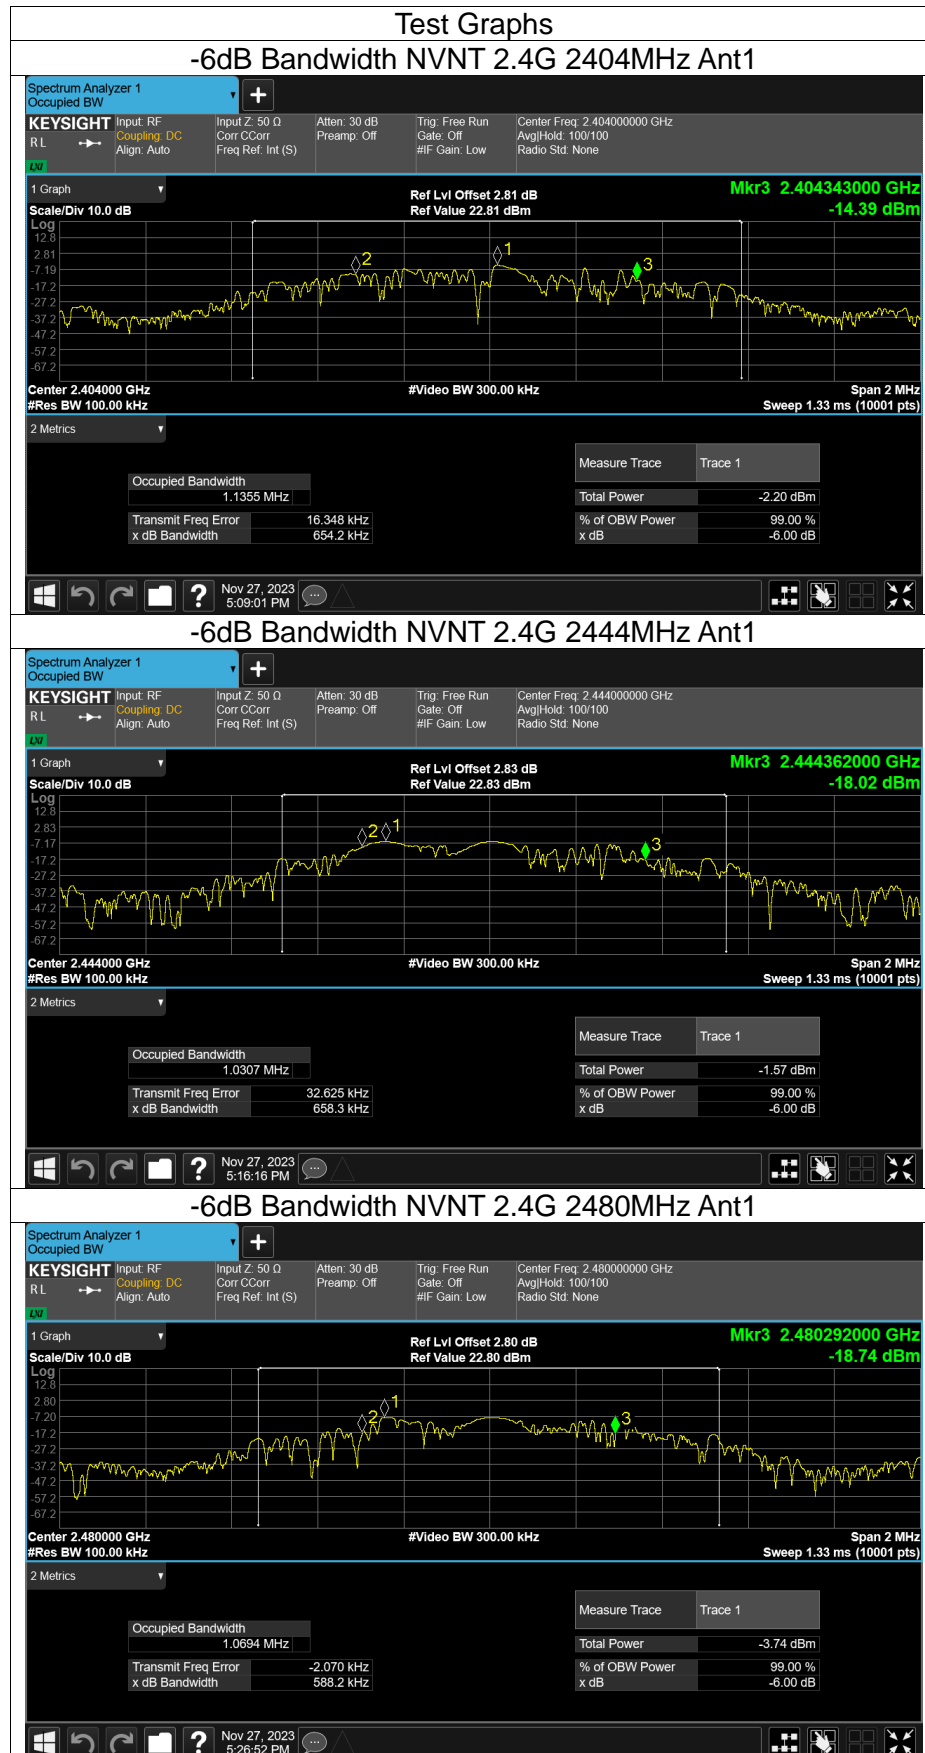 Test Graphs
-6dB Bandwidth NVNT 2.4G 2404MHz Ant1
Spectrum Analyzer 1
Occupied BW
+
KEYSIGHT Input: RF Input Z: 50 Ω Atten: 30 dB Trig: Free Run Center Freq: 2.404000000 GHz
RL Coupling: DC Corr CCorr Preamp: Off Gate: Off Avg|Hold: 100/100
Align: Auto Freq Ref: Int (S) #IF Gain: Low Radio Std: None
LXI
1 Graph Ref Lvl Offset 2.81 dB Mkr3 2.404343000 GHz
Scale/Div 10.0 dB Ref Value 22.81 dBm -14.39 dBm
Log
12.8
2.81
-7.19
-17.2
-27.2
-37.2
-47.2
-57.2
-67.2
2 1 3
Center 2.404000 GHz #Video BW 300.00 kHz Span 2 MHz
#Res BW 100.00 kHz Sweep 1.33 ms (10001 pts)
2 Metrics
Measure Trace Trace 1
Occupied Bandwidth
1.1355 MHz Total Power -2.20 dBm
Transmit Freq Error 16.348 kHz % of OBW Power 99.00 %
x dB Bandwidth 654.2 kHz x dB -6.00 dB
? Nov 27, 2023
5:09:01 PM
-6dB Bandwidth NVNT 2.4G 2444MHz Ant1
Spectrum Analyzer 1
Occupied BW
+
KEYSIGHT Input: RF Input Z: 50 Ω Atten: 30 dB Trig: Free Run Center Freq: 2.444000000 GHz
RL Coupling: DC Corr CCorr Preamp: Off Gate: Off Avg|Hold: 100/100
Align: Auto Freq Ref: Int (S) #IF Gain: Low Radio Std: None
LXI
1 Graph Ref Lvl Offset 2.83 dB Mkr3 2.444362000 GHz
Scale/Div 10.0 dB Ref Value 22.83 dBm -18.02 dBm
Log
12.8
2.83
-7.17
-17.2
-27.2
-37.2
-47.2
-57.2
-67.2
2 1 3
Center 2.444000 GHz #Video BW 300.00 kHz Span 2 MHz
#Res BW 100.00 kHz Sweep 1.33 ms (10001 pts)
2 Metrics
Measure Trace Trace 1
Occupied Bandwidth
1.0307 MHz Total Power -1.57 dBm
Transmit Freq Error 32.625 kHz % of OBW Power 99.00 %
x dB Bandwidth 658.3 kHz x dB -6.00 dB
? Nov 27, 2023
5:16:16 PM
-6dB Bandwidth NVNT 2.4G 2480MHz Ant1
Spectrum Analyzer 1
Occupied BW
+
KEYSIGHT Input: RF Input Z: 50 Ω Atten: 30 dB Trig: Free Run Center Freq: 2.480000000 GHz
RL Coupling: DC Corr CCorr Preamp: Off Gate: Off Avg|Hold: 100/100
Align: Auto Freq Ref: Int (S) #IF Gain: Low Radio Std: None
LXI
1 Graph Ref Lvl Offset 2.80 dB Mkr3 2.480292000 GHz
Scale/Div 10.0 dB Ref Value 22.80 dBm -18.74 dBm
Log
12.8
2.80
-7.20
-17.2
-27.2
-37.2
-47.2
-57.2
-67.2
2 1 3
Center 2.480000 GHz #Video BW 300.00 kHz Span 2 MHz
#Res BW 100.00 kHz Sweep 1.33 ms (10001 pts)
2 Metrics
Measure Trace Trace 1
Occupied Bandwidth
1.0694 MHz Total Power -3.74 dBm
Transmit Freq Error -2.070 kHz % of OBW Power 99.00 %
x dB Bandwidth 588.2 kHz x dB -6.00 dB
? Nov 27, 2023
5:26:52 PM